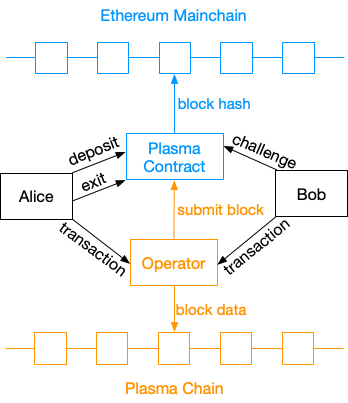 Ethereum Mainchain
block hash
deposit
Plasma
Contract
challenge
Alice
exit
Bob
submit block
transaction
transaction
Operator
block data
Plasma Chain